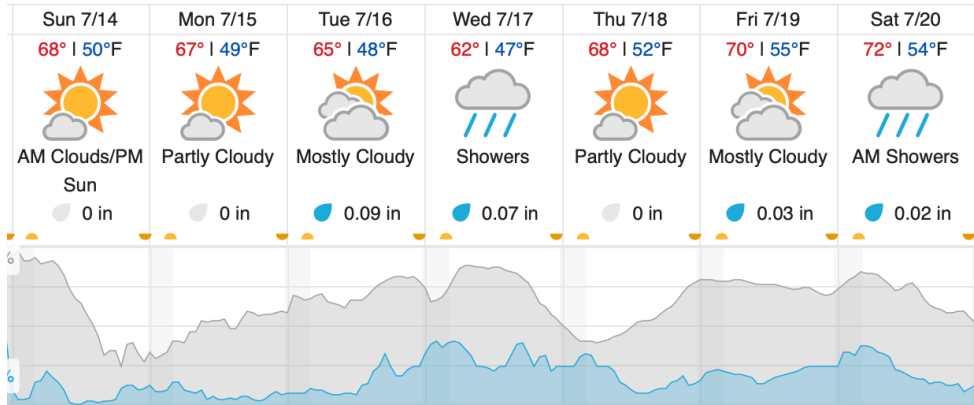 Sun 7/14 Mon 7/15 Tue 7/16 Wed 7/17 Thu 7/18 Fri 7/19 Sat 7/20
68° | 50°F 67° | 49°F 65° | 48°F 62° | 47°F 68° | 52°F 70° | 55°F 72° | 54°F
AM Clouds/PM Partly Cloudy Mostly Cloudy Showers Partly Cloudy Mostly Cloudy AM Showers
Sun
0 in 0 in 0.09 in 0.07 in 0 in 0.03 in 0.02 in
%
%